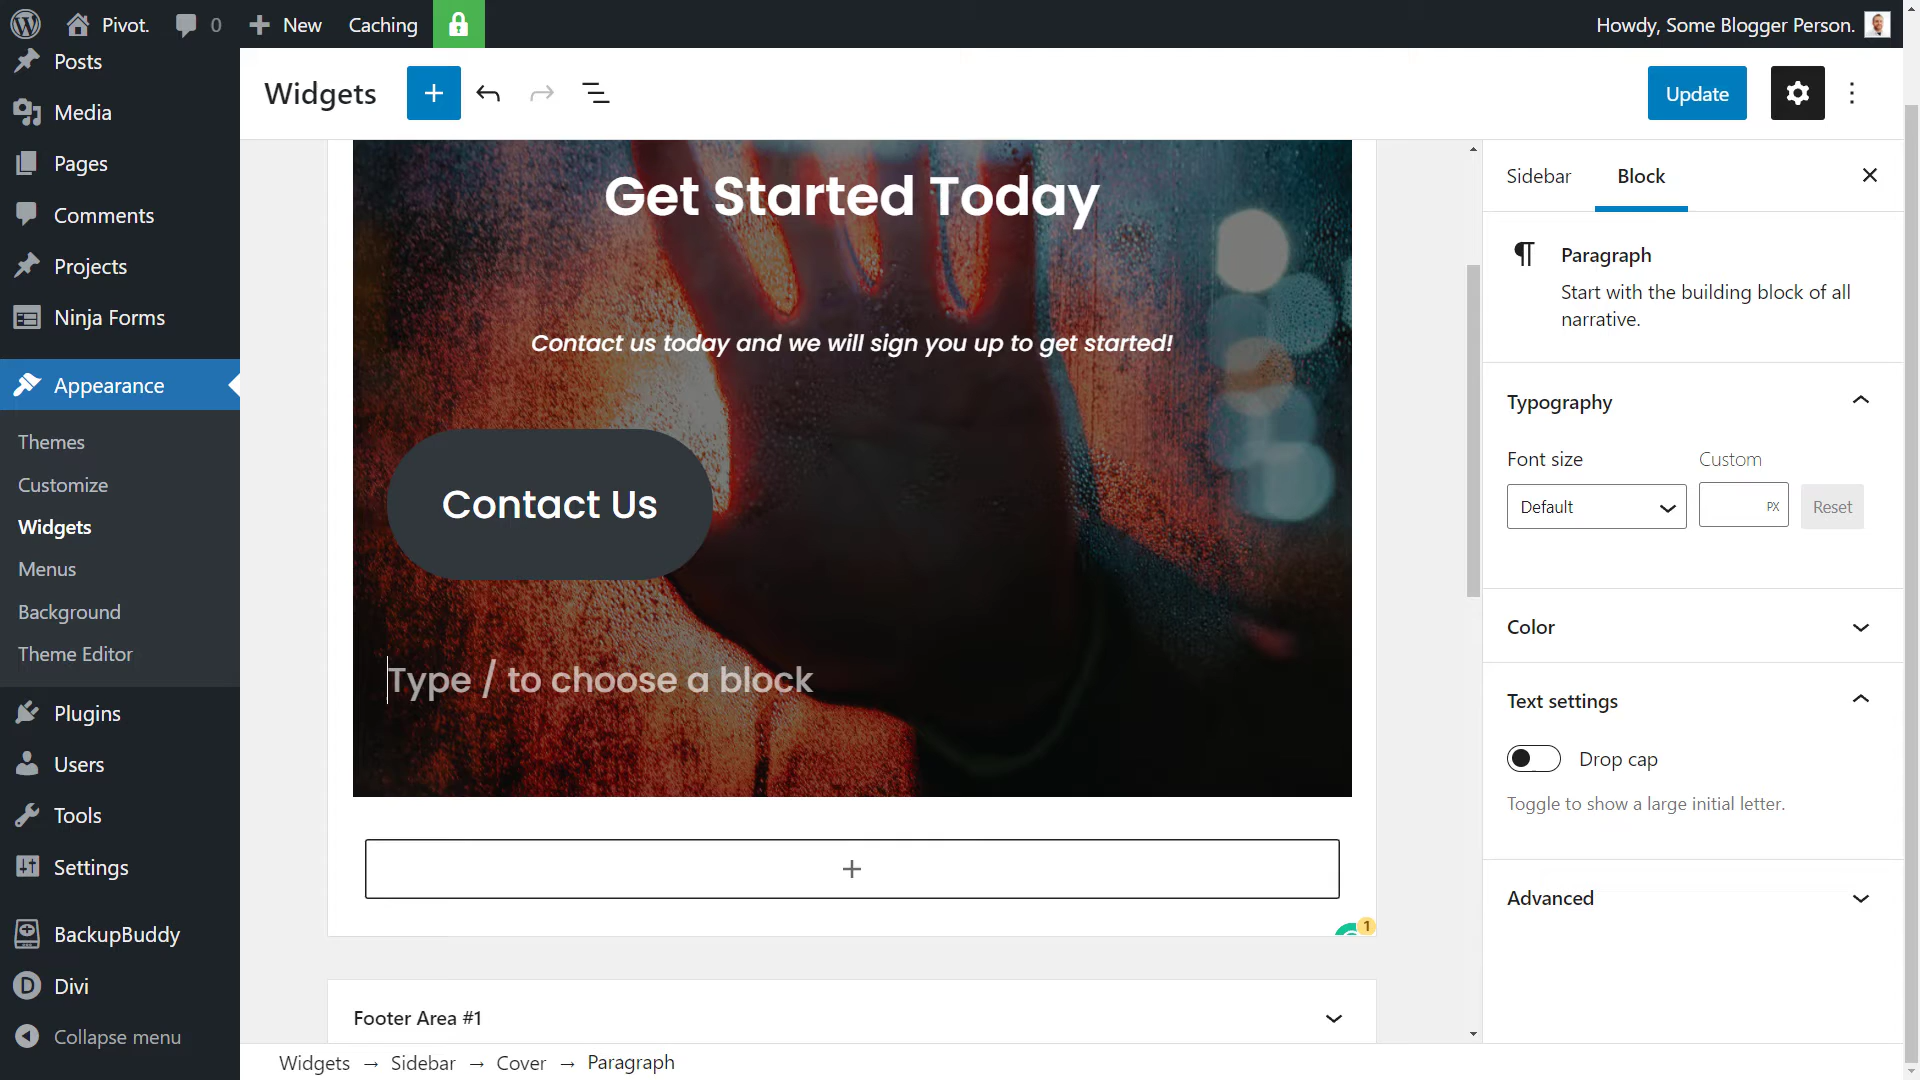 Pivot.
0
New
Caching
Howdy, Some Blogger Person.
Posts
Media
Pages
Comments
Projects
Ninja Forms
Appearance
Themes
Customize
Widgets
Menus
Background
Theme Editor
Plugins
Users
Tools
Settings
BackupBuddy
Divi
Collapse menu
Widgets
Update
Get Started Today
Contact us today and we will sign you up to get started!
Contact Us
Type / to choose a block
1
Footer Area #1
Widgets → Sidebar → Cover → Paragraph
Sidebar
Block
Paragraph
Start with the building block of all
narrative.
Typography
Font size
Custom
Default
PX
Reset
Color
Text settings
Drop cap
Toggle to show a large initial letter.
Advanced